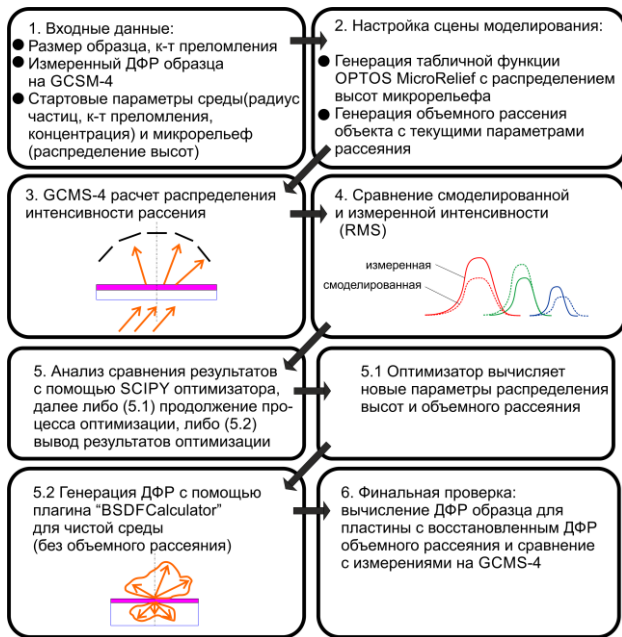 1. Входные данные:
● Размер образца, к-т преломления
● Измеренный ДФР образца
на GCSM-4
● Стартовые параметры среды(радиус
частиц, к-т преломления,
концентрация) и микрорельеф
(распределение высот)
2. Настройка сцены моделирования:
● Генерация табличной функции
OPTOS MicroRelief с распределением
высот микрорельефа
● Генерация объемного рассения
объекта с текущими параметрами
рассеяния
3. GCMS-4 расчет распределения
интенсивности рассения
4. Сравнение смоделированной
и измеренной интенсивности
(RMS)
измеренная
смоделированная
5. Анализ сравнения результатов
с помощью SCIPY оптимизатора,
далее либо (5.1) продолжение про-
цесса оптимизации, либо (5.2)
вывод результатов оптимизации
5.1 Оптимизатор вычисляет
новые параметры распределения
высот и объемного рассеяния
5.2 Генерация ДФР с помощью
плагина “BSDFCalculator”
для чистой среды
(без объемного рассеяния)
6. Финальная проверка:
вычисление ДФР образца для
пластины с восстановленным ДФР
объемного рассеяния и сравнение
с измерениями на GCMS-4